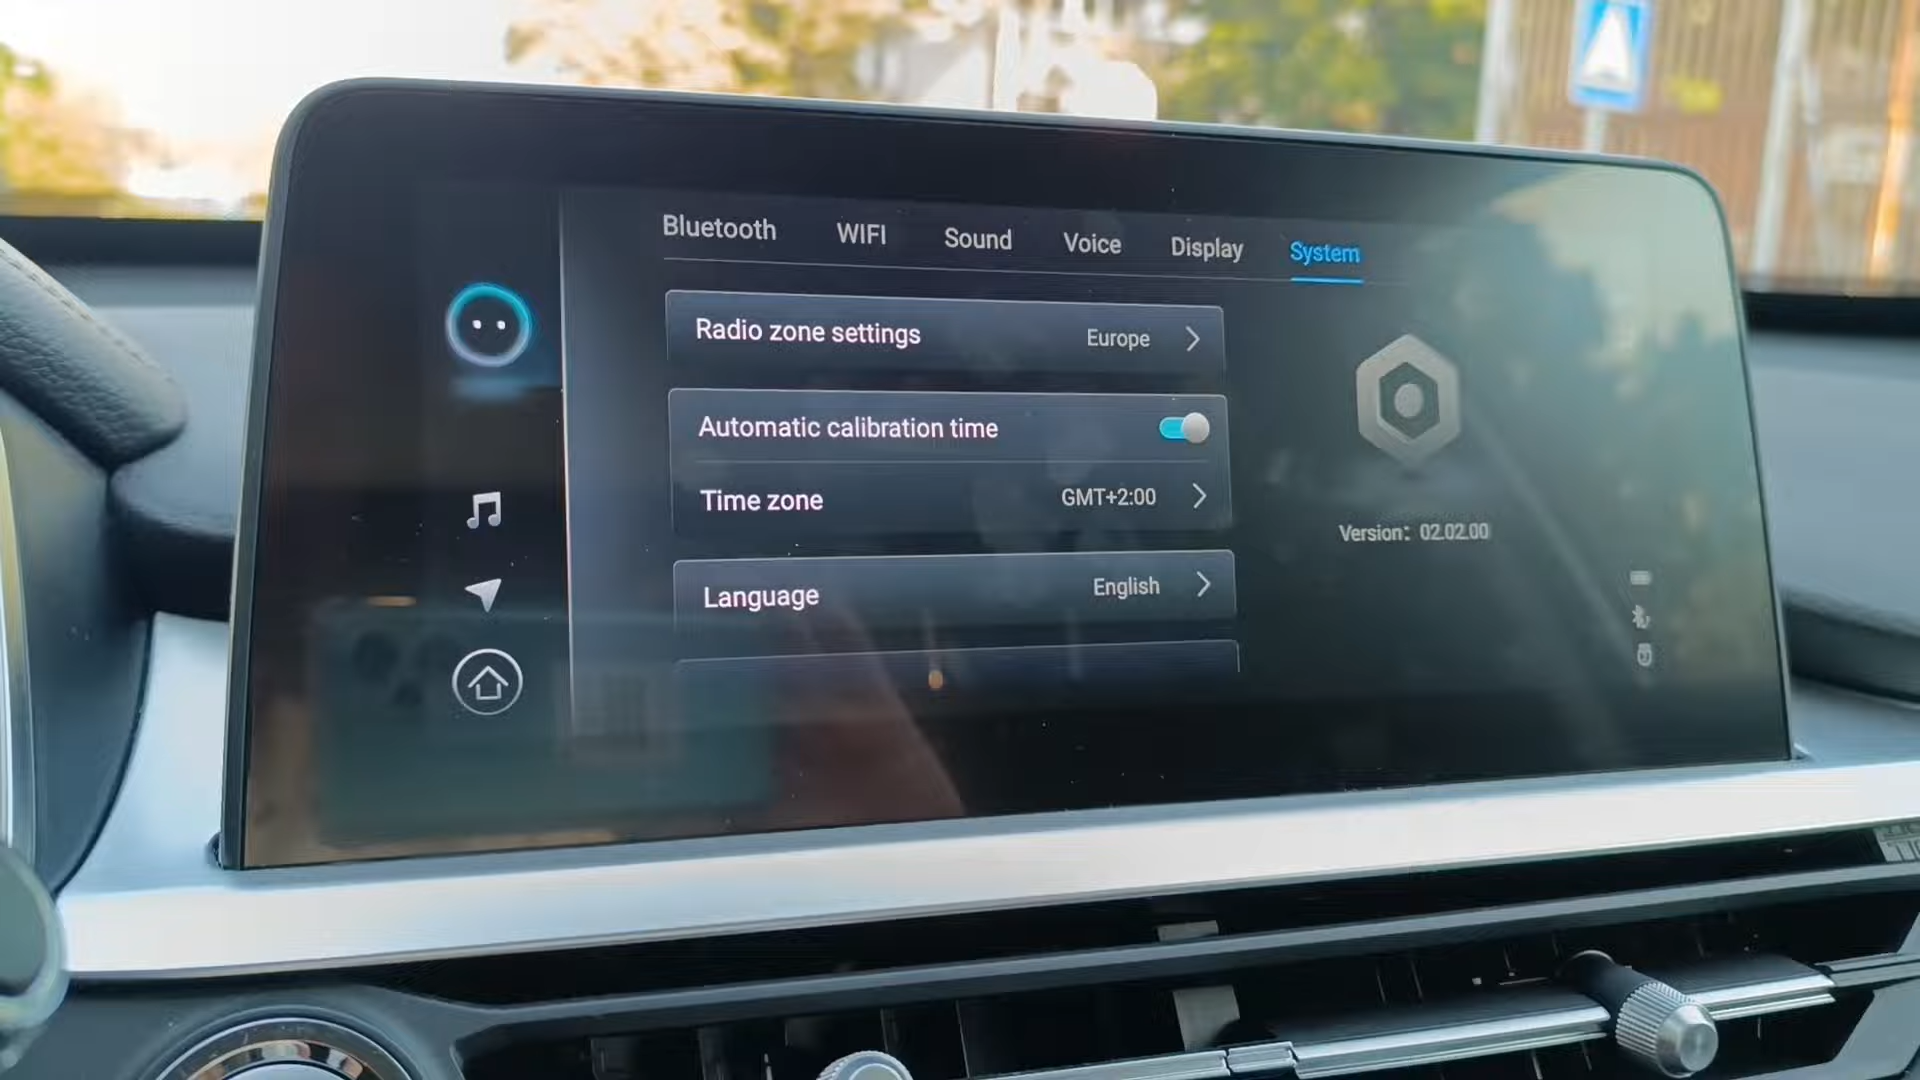 Bluetooth WIFI Sound Voice Display System
Radio zone settings Europe
Automatic calibration time
Time zone GMT+2:00
Language English
Version: 02.02.00